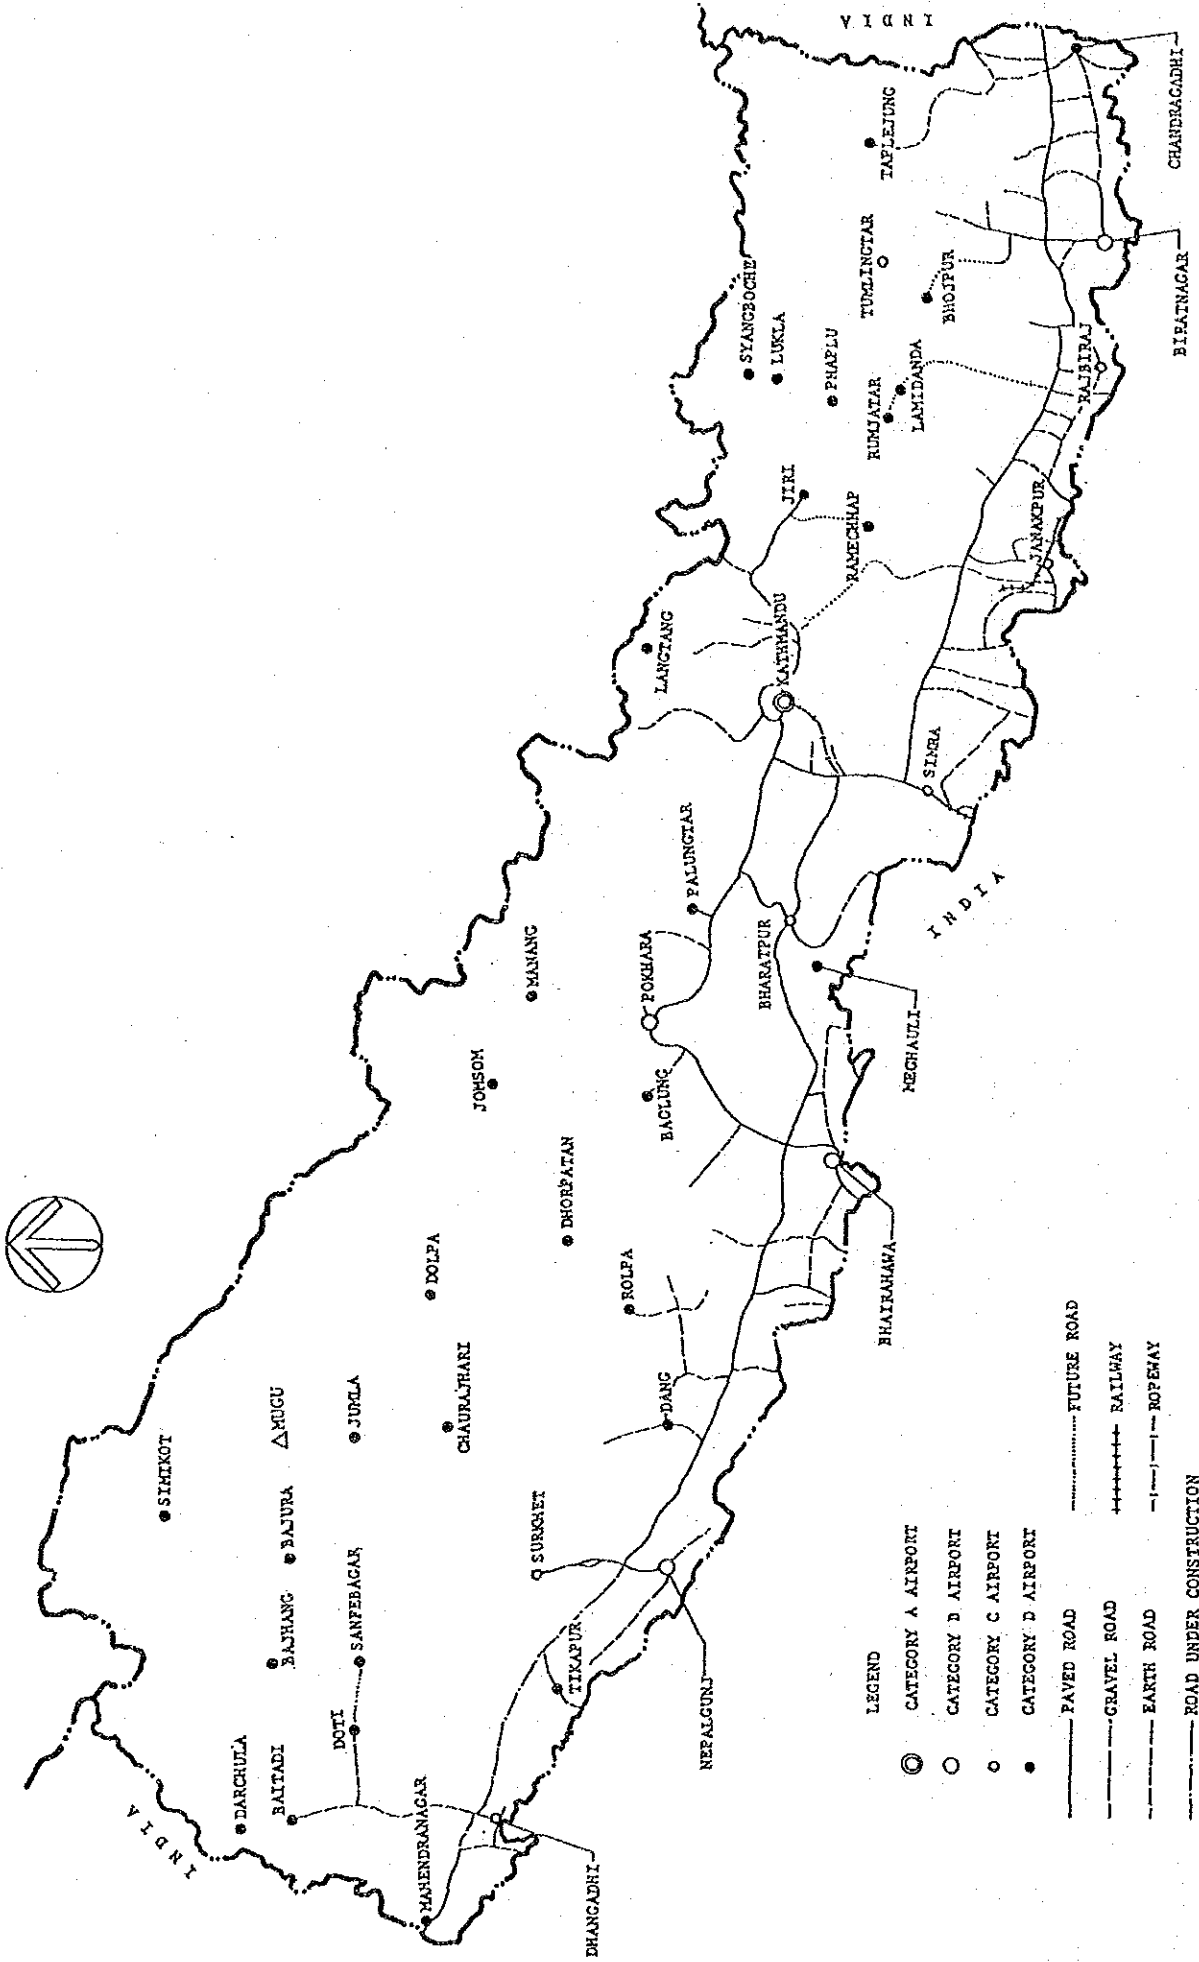 INDIA
DARCHULA
BAITADI
BAJHANG
BAJURA
SIMIKOT
MUGU
DOTI
SANFEBAGAR
JUMLA
MAHENDRANAGAR
CHAURAJHARI
DOLPA
JOMSOM
MANANG
DHANGADHI
TIKAPUR
SURKHET
DHORPATAN
ROLPA
DANG
BAGLUNG
POKHARA
PALUNGTAR
LANGTANG
NEPALGUNJ
BHARATPUR
KATHMANDU
JIRI
SYANGBOCHE
LUKLA
PHAPLU
RAMECHHAP
RUMJATAR
LAMIDANDA
TUMLINGTAR
BHOJPUR
TAPLEJUNG
INDIA
BHAIRAHAWA
MEGHAULI
INDIA
SIMRA
JANAKPUR
RAJBIRAJ
BIRATNAGAR
CHANDRAGADHI
LEGEND
CATEGORY A AIRPORT
CATEGORY B AIRPORT
CATEGORY C AIRPORT
CATEGORY D AIRPORT
PAVED ROAD
GRAVEL ROAD
EARTH ROAD
ROAD UNDER CONSTRUCTION
FUTURE ROAD
RAILWAY
ROPEWAY